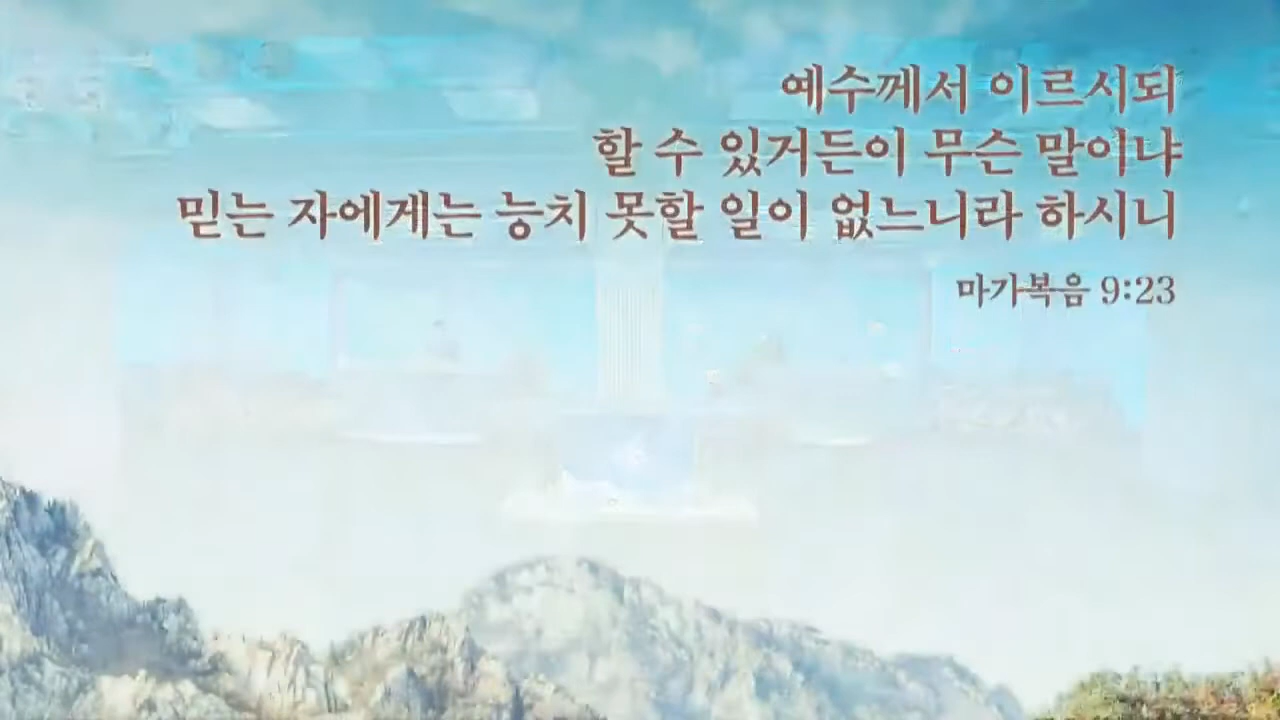 예수께서 이르시되
할 수 있거든이 무슨 말이냐
믿는 자에게는 능치 못할 일이 없느니라 하시니
마가복음 9:23